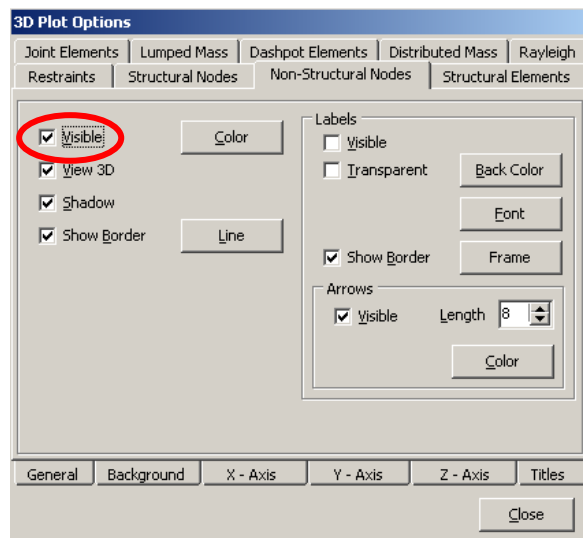 3D Plot Options
Joint Elements Lumped Mass Dashpot Elements Distributed Mass Rayleigh
Restraints Structural Nodes Non-Structural Nodes Structural Elements
Visible Color
View 3D
Shadow
Show Border Line
Labels
Visible
Transparent Back Color
Font
Show Border Frame
Arrows
Visible Length 8
Color
General Background X - Axis Y - Axis Z - Axis Titles
Close